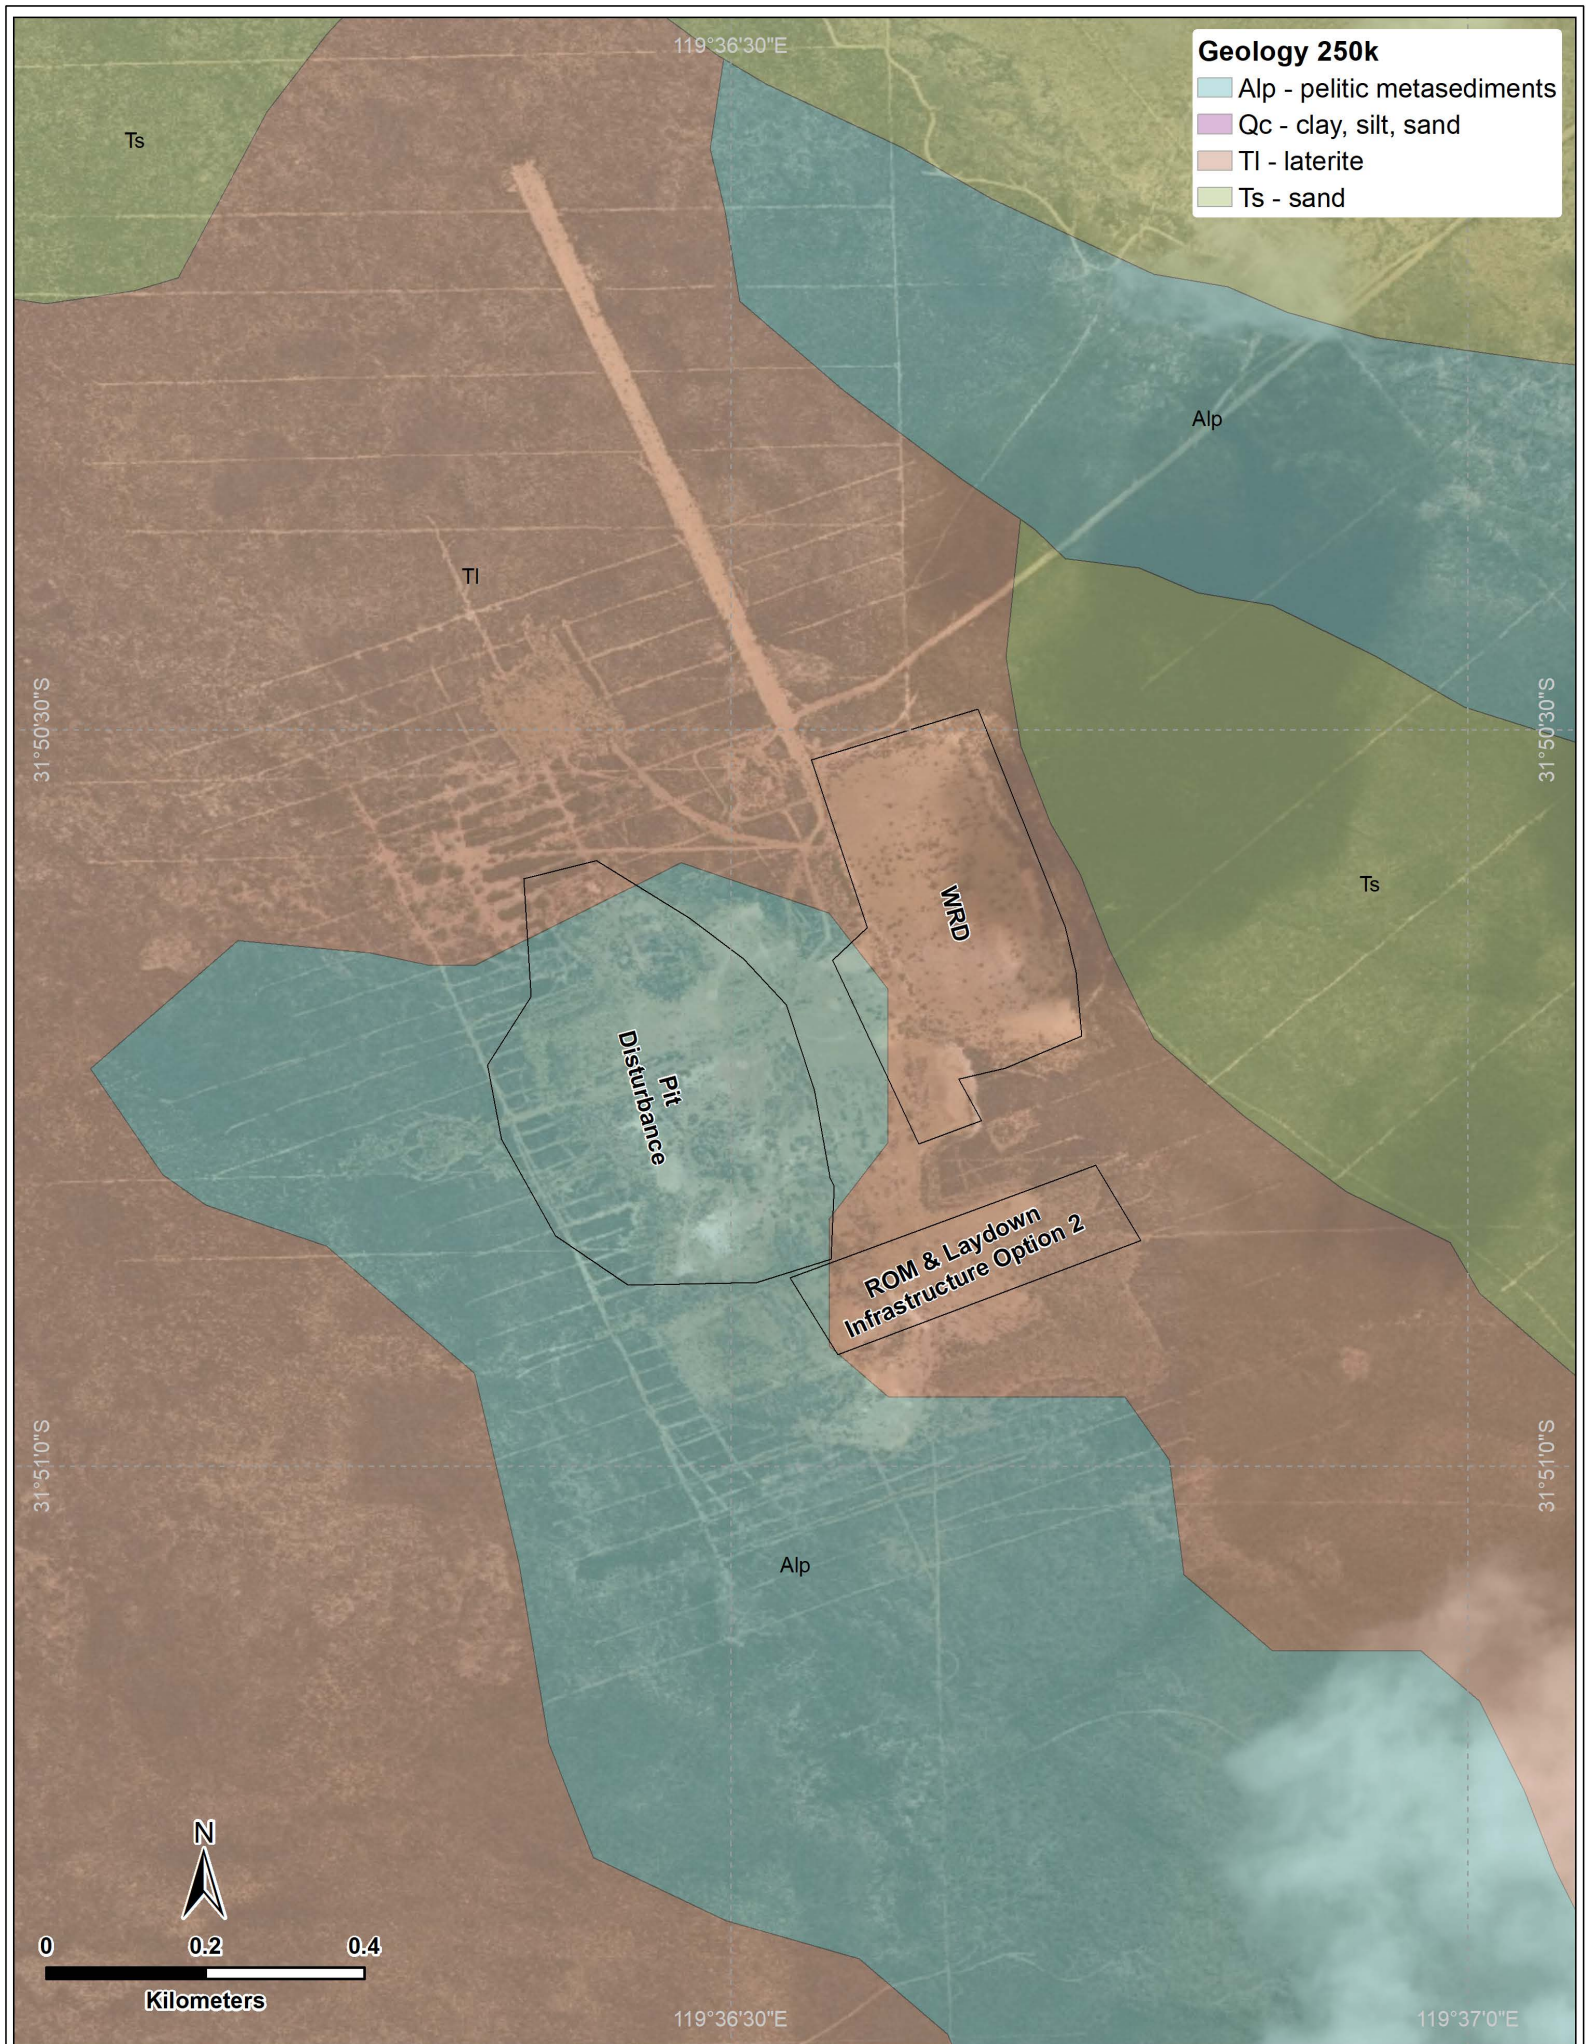 119°36'30"E
Geology 250k
Alp - pelitic metasediments
Qc - clay, silt, sand
Tl - laterite
Ts - sand
Ts
Alp
Tl
31°50'30"S
31°50'30"S
WRD
Ts
Pit
Disturbance
ROM & Laydown
Infrastructure Option 2
31°51'0"S
31°51'0"S
Alp
N
0 0.2 0.4
Kilometers
119°36'30"E
119°37'0"E